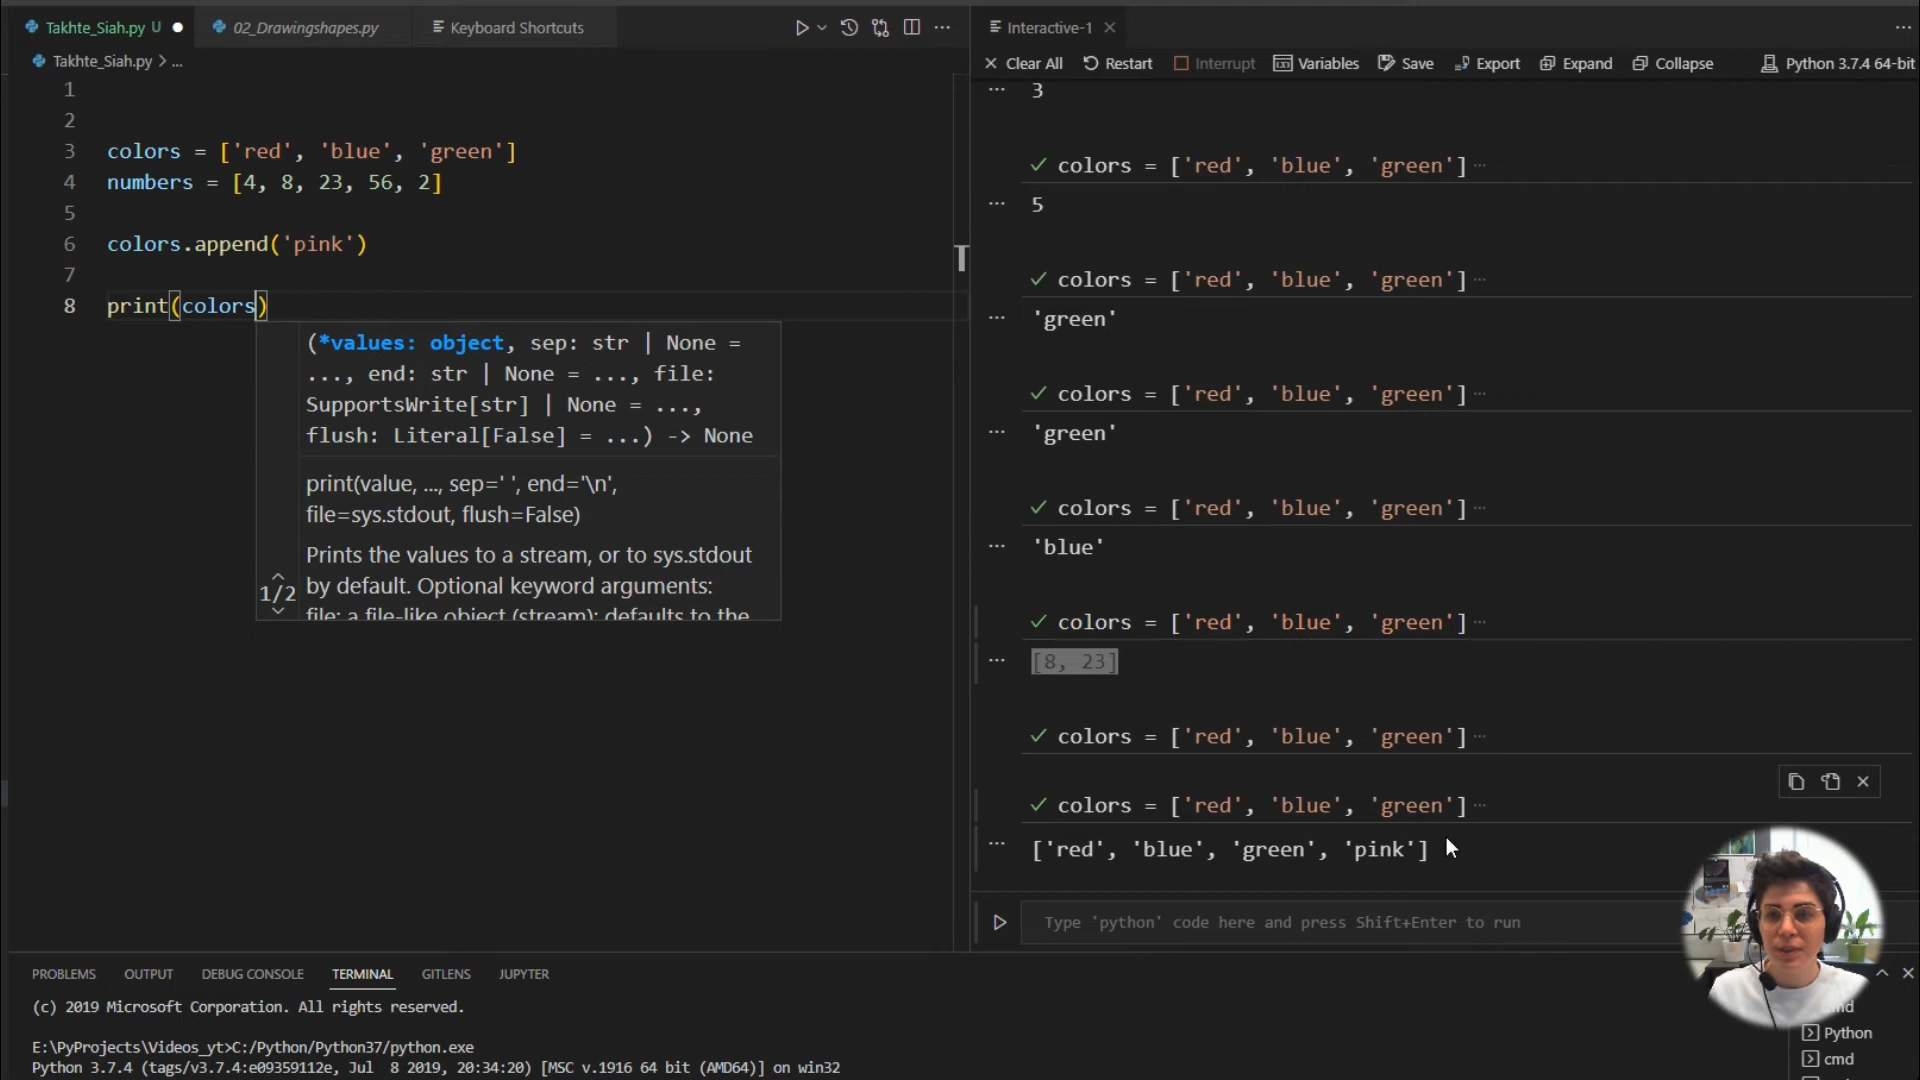 Takhte_Siah.py U
02_Drawingshapes.py
Keyboard Shortcuts
Takhte_Siah.py > ...
1
2
3 colors = ['red', 'blue', 'green']
4 numbers = [4, 8, 23, 56, 2]
5
6 colors.append('pink')
7
8 print(colors)
(*values: object, sep: str | None =
..., end: str | None = ..., file:
SupportsWrite[str] | None = ...,
flush: Literal[False] = ...) -> None
print(value, ..., sep=' ', end='\n',
file=sys.stdout, flush=False)
Prints the values to a stream, or to sys.stdout
1/2 by default. Optional keyword arguments:
file: a file-like object (stream); defaults to the
Interactive-1
Clear All Restart Interrupt Variables Save Export Expand Collapse Python 3.7.4 64-bit
3
colors = ['red', 'blue', 'green'] ...
5
colors = ['red', 'blue', 'green'] ...
'green'
colors = ['red', 'blue', 'green'] ...
'green'
colors = ['red', 'blue', 'green'] ...
'blue'
colors = ['red', 'blue', 'green'] ...
[8, 23]
colors = ['red', 'blue', 'green'] ...
colors = ['red', 'blue', 'green'] ...
['red', 'blue', 'green', 'pink']
Type 'python' code here and press Shift+Enter to run
PROBLEMS OUTPUT DEBUG CONSOLE TERMINAL GITLENS JUPYTER
(c) 2019 Microsoft Corporation. All rights reserved.
E:\PyProjects\Videos_yt>C:/Python/Python37/python.exe
Python 3.7.4 (tags/v3.7.4:e09359112e, Jul 8 2019, 20:34:20) [MSC v.1916 64 bit (AMD64)] on win32
Python
cmd